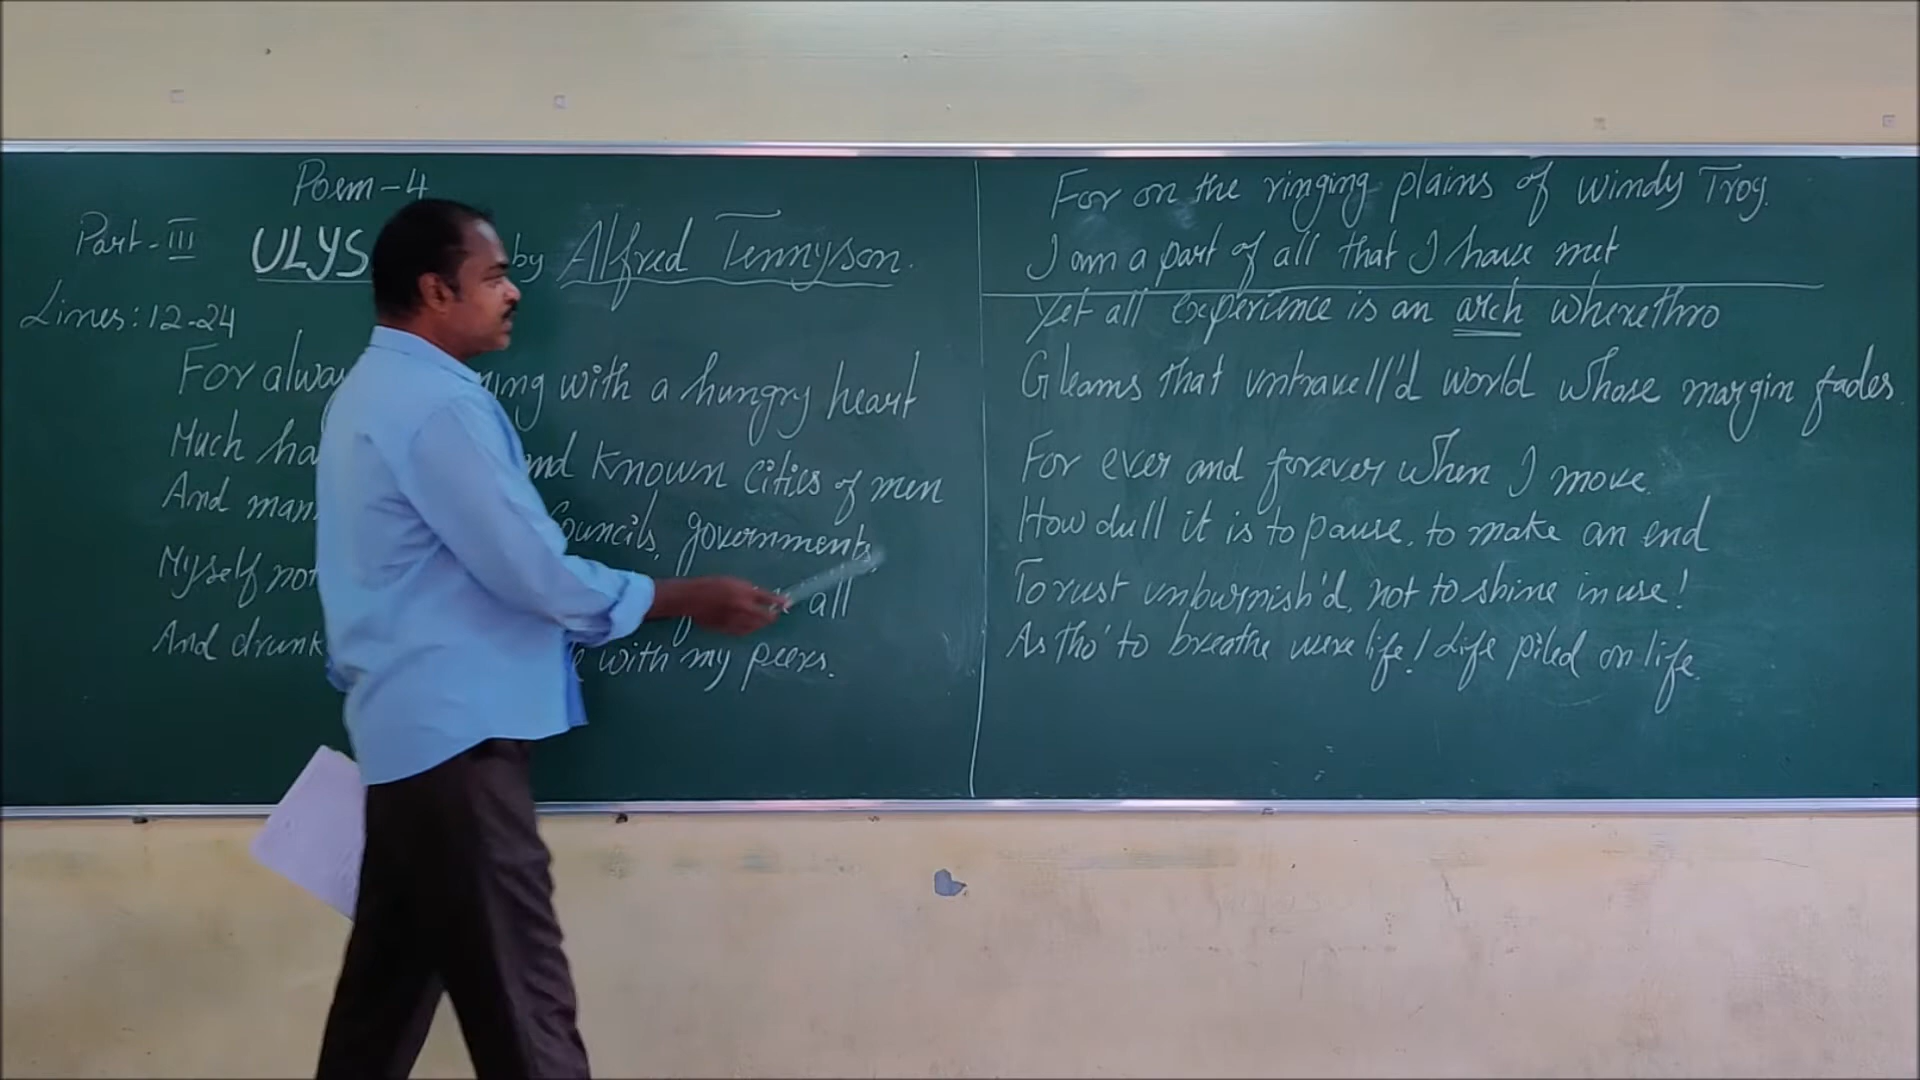 Poem-4
Part-III ULYS by Alfred Tennyson.
Lines: 12-24
For alwa ming with a hungry heart
Much ha and known cities of men
And man councils, governments,
Myself not all
And drunk with my peers.
For on the ringing plains of windy Troy.
I am a part of all that I have met
Yet all experience is an arch wherethro
Gleams that untravell'd world whose margin fades.
For ever and forever when I move.
How dull it is to pause, to make an end
To rust unburnish'd, not to shine in use!
As tho' to breathe were life! Life piled on life.